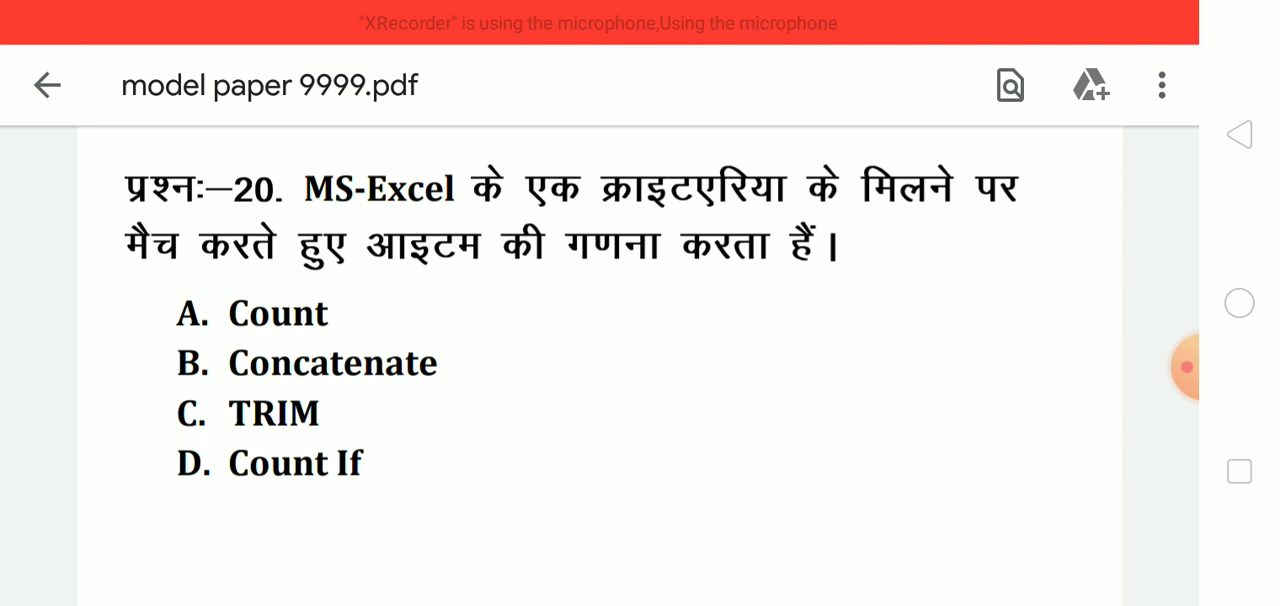 "XRecorder" is using the microphone,Using the microphone
model paper 9999.pdf
प्रश्नः–20. MS-Excel के एक क्राइटएरिया के मिलने पर
मैच करते हुए आइटम की गणना करता हैं।
A. Count
B. Concatenate
C. TRIM
D. Count If